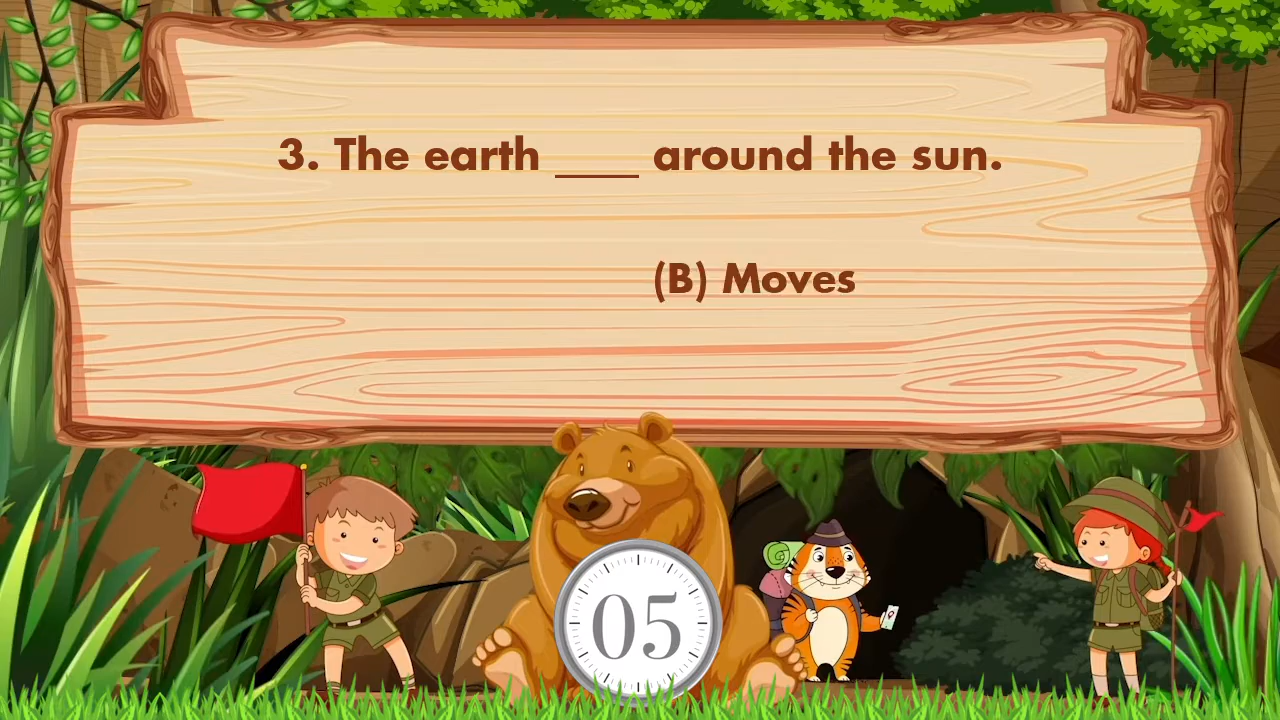 3. The earth ____ around the sun.
(B) Moves
05